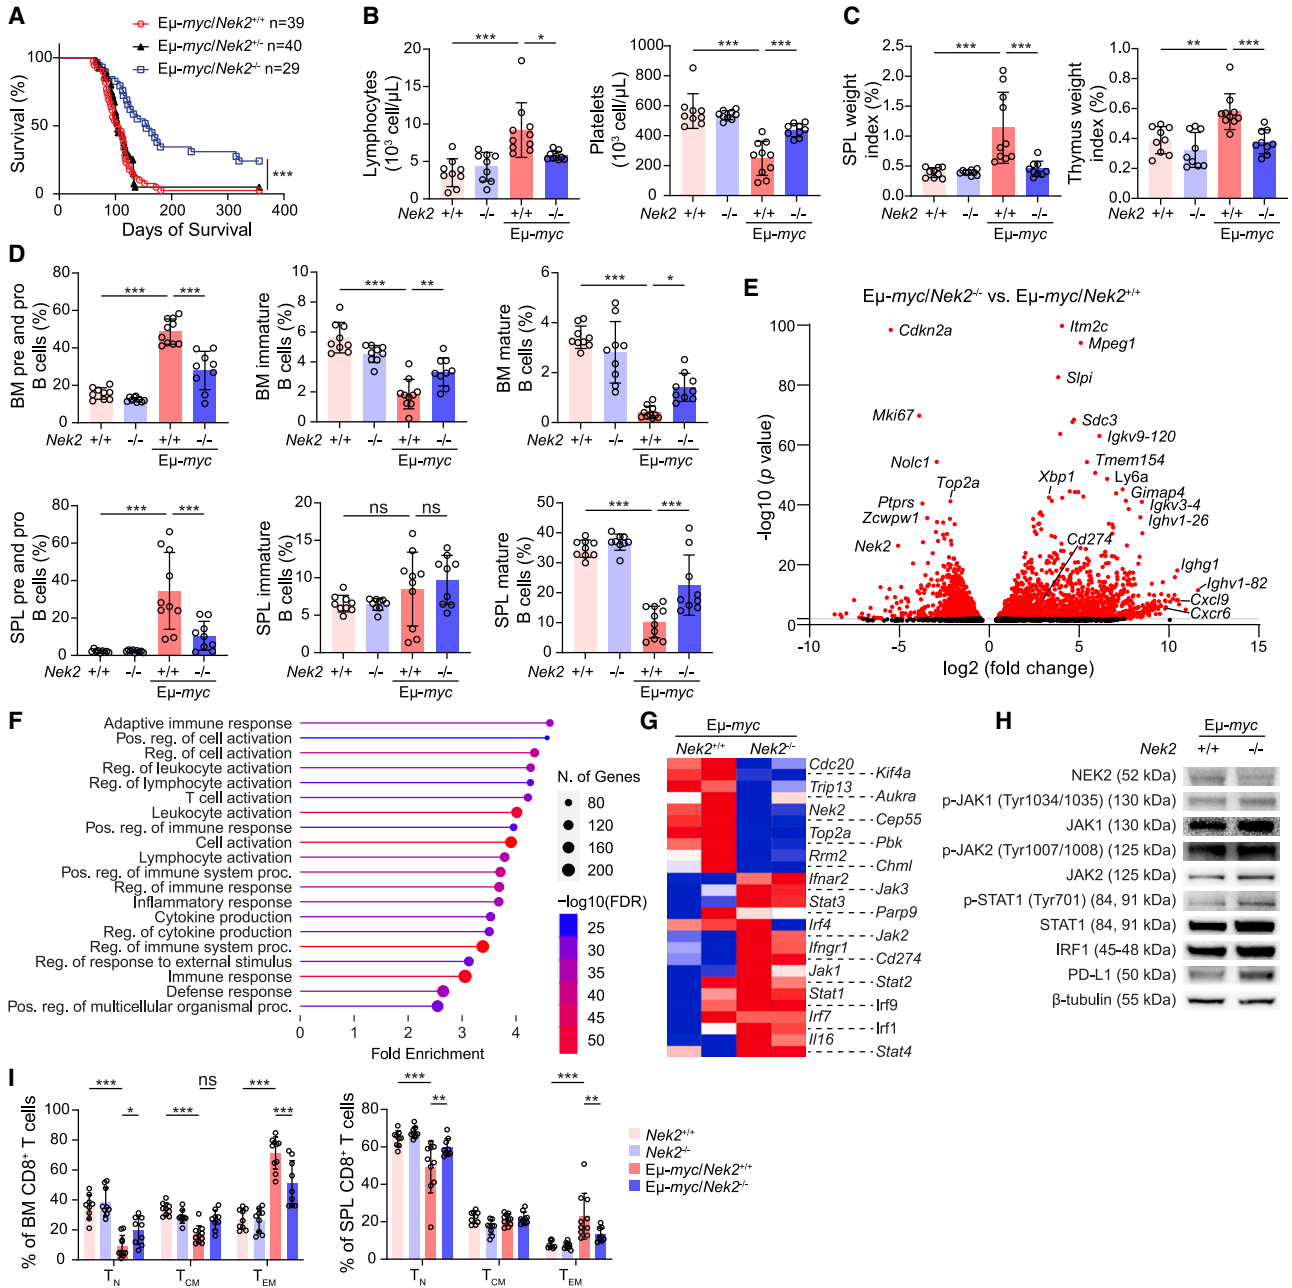 A
Eμ-myc/Nek2+/+ n=39
Eμ-myc/Nek2+/- n=40
Eμ-myc/Nek2-/- n=29
Survival (%)
100
50
0
0 100 200 300 400
Days of Survival
***
B
Lymphocytes
(10³ cell/μL)
20
15
10
5
0
*** *
Nek2 +/+ -/- +/+ -/-
Eμ-myc
Platelets
(10³ cell/μL)
1000
800
600
400
200
0
*** ***
+/+ -/- +/+ -/-
Eμ-myc
C
SPL weight
index (%)
2.5
2.0
1.5
1.0
0.5
0.0
*** ***
Nek2 +/+ -/- +/+ -/-
Eμ-myc
Thymus weight
index (%)
1.0
0.8
0.6
0.4
0.2
0.0
** ***
+/+ -/- +/+ -/-
Eμ-myc
D
BM pre and pro
B cells (%)
80
60
40
20
0
*** ***
Nek2 +/+ -/- +/+ -/-
Eμ-myc
BM immature
B cells (%)
10
8
6
4
2
0
*** **
Nek2 +/+ -/- +/+ -/-
Eμ-myc
BM mature
B cells (%)
6
4
2
0
*** *
Nek2 +/+ -/- +/+ -/-
Eμ-myc
SPL pre and pro
B cells (%)
80
60
40
20
0
*** ***
Nek2 +/+ -/- +/+ -/-
Eμ-myc
SPL immature
B cells (%)
20
15
10
5
0
ns ns
Nek2 +/+ -/- +/+ -/-
Eμ-myc
SPL mature
B cells (%)
50
40
30
20
10
0
*** ***
Nek2 +/+ -/- +/+ -/-
Eμ-myc
E
Eμ-myc/Nek2-/- vs. Eμ-myc/Nek2+/+
-log10 (p value)
100
80
60
40
20
0
-10 -5 0 5 10 15
log2 (fold change)
Cdkn2a
Mki67
Nolc1
Top2a
Ptprs
Zcwpw1
Nek2
Itm2c
Mpeg1
Slpi
Sdc3
Igkv9-120
Tmem154
Xbp1
Ly6a
Gimap4
Igkv3-4
Ighv1-26
Cd274
Ighg1
Ighv1-82
Cxcl9
Cxcr6
F
Adaptive immune response
Pos. reg. of cell activation
Reg. of cell activation
Reg. of leukocyte activation
Reg. of lymphocyte activation
T cell activation
Leukocyte activation
Pos. reg. of immune response
Cell activation
Lymphocyte activation
Pos. reg. of immune system proc.
Reg. of immune response
Inflammatory response
Cytokine production
Reg. of cytokine production
Reg. of immune system proc.
Reg. of response to external stimulus
Immune response
Defense response
Pos. reg. of multicellular organismal proc.
0 1 2 3 4
Fold Enrichment
N. of Genes
80
120
160
200
−log10(FDR)
25
30
35
40
45
50
G
Eμ-myc
Nek2+/+ Nek2-/-
Cdc20
Kif4a
Trip13
Aukra
Nek2
Cep55
Top2a
Pbk
Rrm2
Chml
Ifnar2
Jak3
Stat3
Parp9
Irf4
Jak2
Ifngr1
Cd274
Jak1
Stat2
Stat1
Irf9
Irf7
Irf1
Il16
Stat4
H
Eμ-myc
Nek2 +/+ -/-
NEK2 (52 kDa)
p-JAK1 (Tyr1034/1035) (130 kDa)
JAK1 (130 kDa)
p-JAK2 (Tyr1007/1008) (125 kDa)
JAK2 (125 kDa)
p-STAT1 (Tyr701) (84, 91 kDa)
STAT1 (84, 91 kDa)
IRF1 (45-48 kDa)
PD-L1 (50 kDa)
β-tubulin (55 kDa)
I
% of BM CD8+ T cells
100
80
60
40
20
0
*** * *** ns *** ***
TN TCM TEM
% of SPL CD8+ T cells
80
60
40
20
0
*** ** *** **
TN TCM TEM
Nek2+/+
Nek2-/-
Eμ-myc/Nek2+/+
Eμ-myc/Nek2-/-